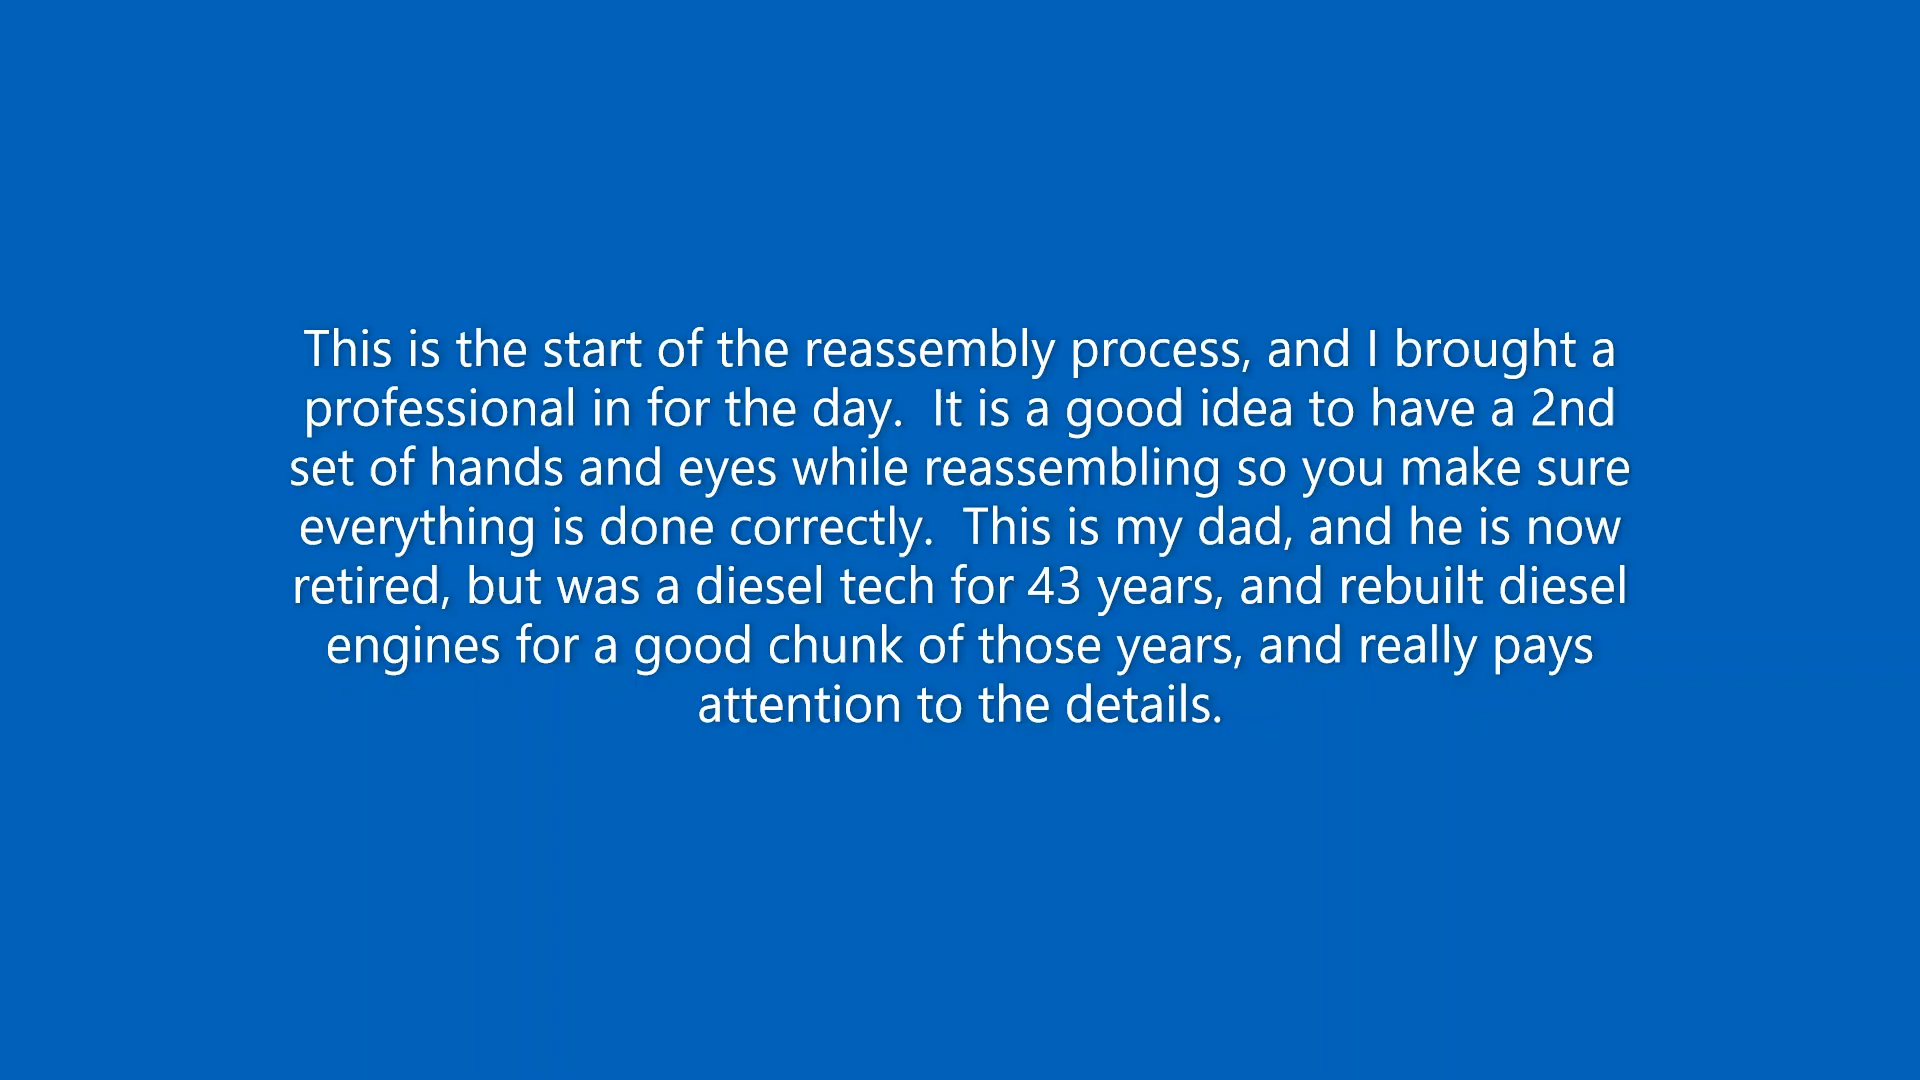 This is the start of the reassembly process, and I brought a
professional in for the day.  It is a good idea to have a 2nd
set of hands and eyes while reassembling so you make sure
everything is done correctly.  This is my dad, and he is now
retired, but was a diesel tech for 43 years, and rebuilt diesel
engines for a good chunk of those years, and really pays
attention to the details.